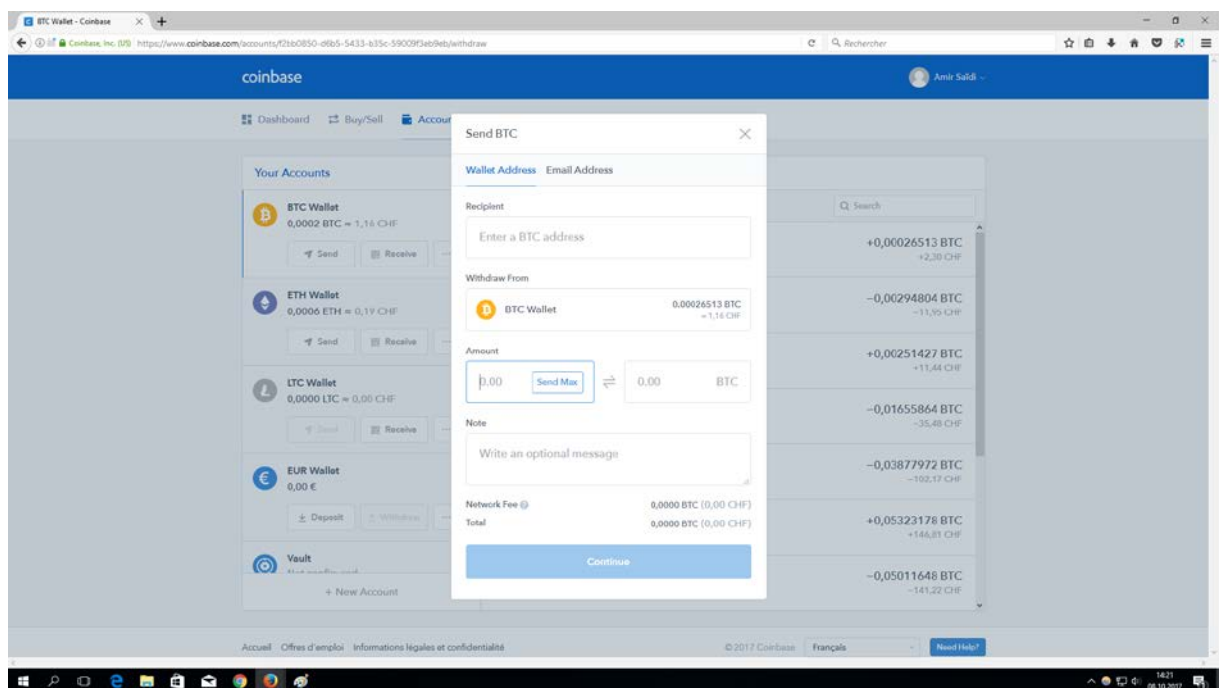 BTC Wallet - Coinbase
Coinbase, Inc. (US) https://www.coinbase.com/accounts/f2bb0850-d6b5-5433-b35c-59009f3eb9eb/withdraw
Rechercher
coinbase
Amir Saïdi
Dashboard Buy/Sell Accou
Your Accounts
BTC Wallet
0,0002 BTC ≈ 1,16 CHF
Send Receive
ETH Wallet
0,0006 ETH ≈ 0,19 CHF
Send Receive
LTC Wallet
0,0000 LTC ≈ 0,00 CHF
Send Receive
EUR Wallet
0,00 €
Deposit Withdraw
Vault
+ New Account
Send BTC
Wallet Address Email Address
Recipient
Enter a BTC address
Withdraw From
BTC Wallet
0,00026513 BTC
≈ 1,16 CHF
Amount
0.00 Send Max 0.00 BTC
Note
Write an optional message
Network Fee 0,0000 BTC (0,00 CHF)
Total 0,0000 BTC (0,00 CHF)
Continue
Search
+0,00026513 BTC
+2,30 CHF
−0,00294804 BTC
−11,95 CHF
+0,00251427 BTC
+11,44 CHF
−0,01655864 BTC
−35,48 CHF
−0,03877972 BTC
−102,17 CHF
+0,05323178 BTC
+146,81 CHF
−0,05011648 BTC
−141,22 CHF
Accueil Offres d'emploi Informations légales et confidentialité
© 2017 Coinbase Français Need Help?
14:21
08.10.2017